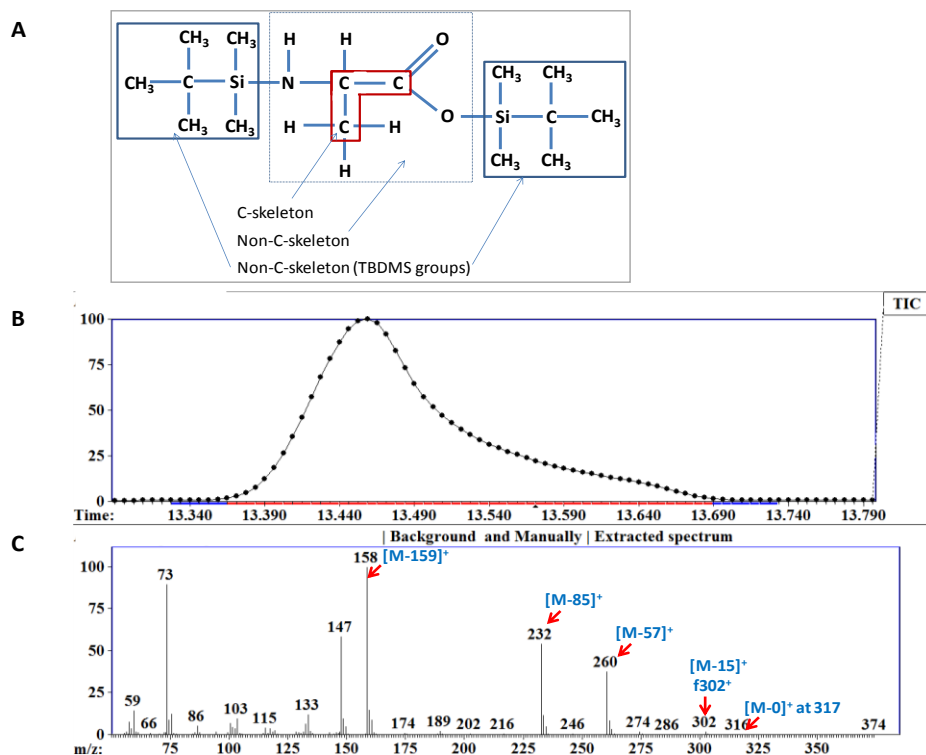 A
CH3 CH3 H H O CH3 CH3
CH3 C Si N C C
O Si C CH3
CH3 CH3 H C H CH3 CH3
H
C-skeleton
Non-C-skeleton
Non-C-skeleton (TBDMS groups)
B
TIC
100
75
50
25
0
Time: 13.340 13.390 13.440 13.490 13.540 13.590 13.640 13.690 13.740 13.790
C
| Background and Manually | Extracted spectrum
100
75
50
25
0
158 [M-159]+
73
[M-85]+
147
232
[M-57]+
260
[M-15]+
f302+
[M-0]+ at 317
59 66 86 103 115 133 174 189 202 216 246 274 286 302 316 374
m/z: 75 100 125 150 175 200 225 250 275 300 325 350